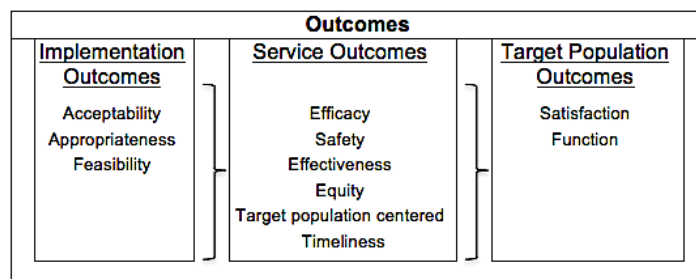 Outcomes
Implementation
Outcomes
Acceptability
Appropriateness
Feasibility
Service Outcomes
Efficacy
Safety
Effectiveness
Equity
Target population centered
Timeliness
Target Population
Outcomes
Satisfaction
Function